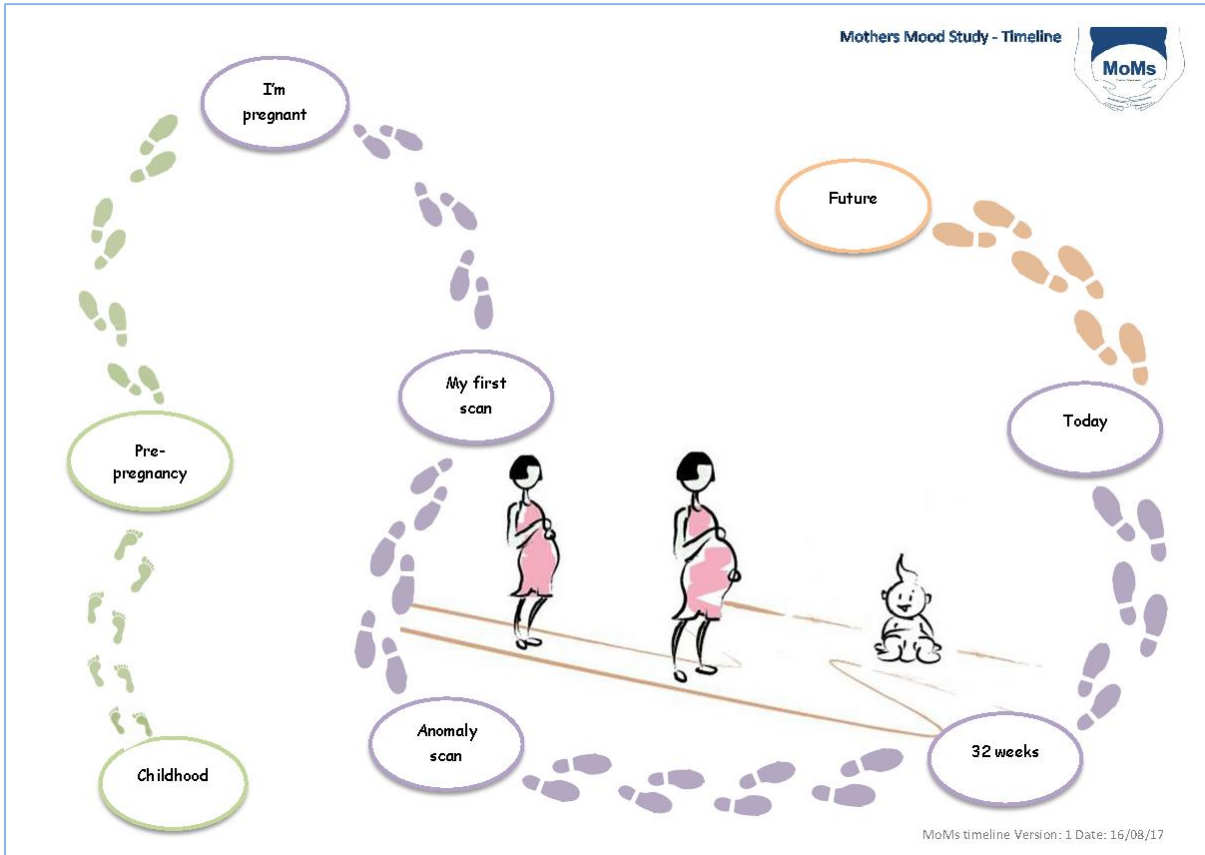 Mothers Mood Study - Timeline
MoMs
I'm
pregnant
Future
My first
scan
Today
Pre-
pregnancy
Anomaly
scan
32 weeks
Childhood
MoMs timeline Version: 1 Date: 16/08/17